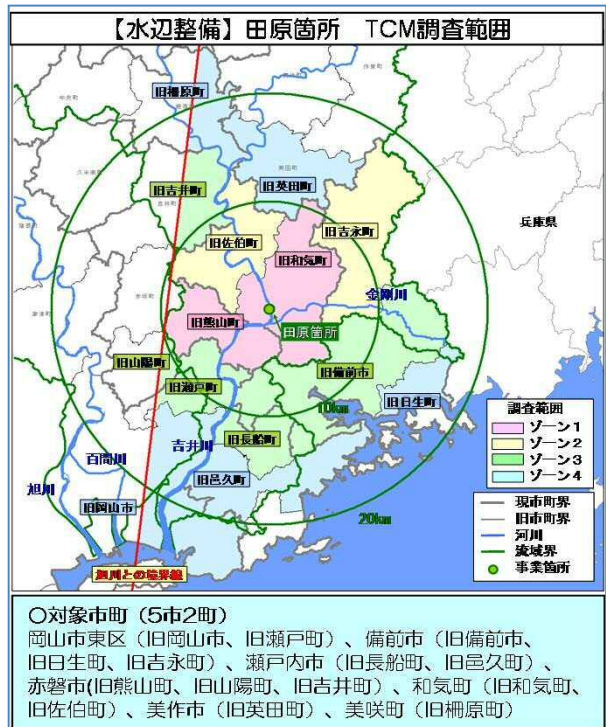 【水辺整備】田原箇所　TCM調査範囲
旧柵原町
旧英田町
旧吉井町
兵庫県
旧佐伯町
旧吉永町
旧和気町
金剛川
旧熊山町
田原箇所
旧山陽町
旧瀬戸町
旧備前市
旧日生町
10km
調査範囲
ゾーン1
ゾーン2
ゾーン3
ゾーン4
吉井川
旧長船町
百間川
旭川
旧邑久町
旧岡山市
20km
現市町界
旧市町界
河川
流域界
事業箇所
旭川との境界線
○対象市町（5市2町）
岡山市東区（旧岡山市、旧瀬戸町）、備前市（旧備前市、
旧日生町、旧吉永町）、瀬戸内市（旧長船町、旧邑久町）、
赤磐市(旧熊山町、旧山陽町、旧吉井町）、和気町（旧和気町、
旧佐伯町）、美作市（旧英田町）、美咲町（旧柵原町）